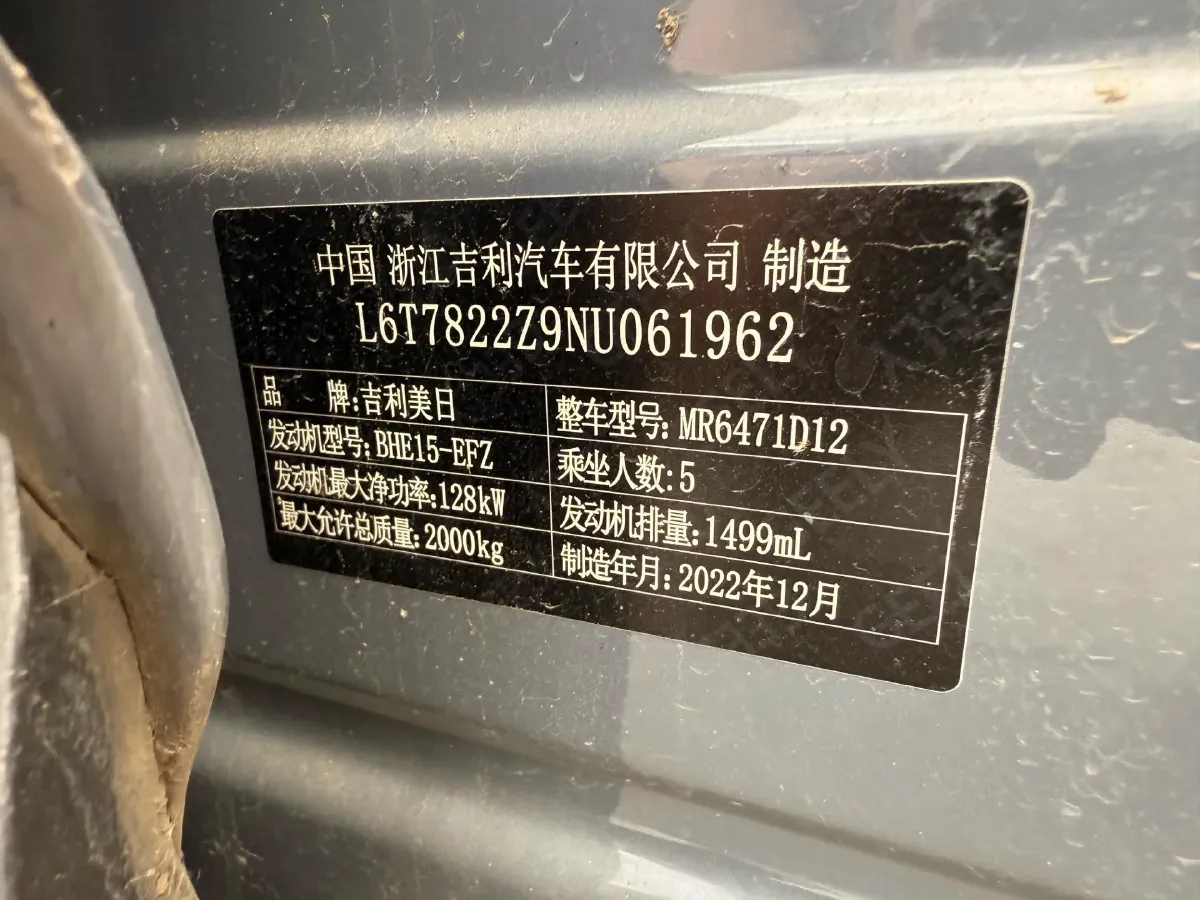 中国 浙江吉利汽车有限公司 制造
L6T7822Z9NU061962
品 牌:吉利美日 整车型号:MR6471D12
发动机型号:BHE15-EFZ 乘坐人数:5
发动机最大净功率:128kW 发动机排量:1499mL
最大允许总质量:2000kg 制造年月:2022年12月